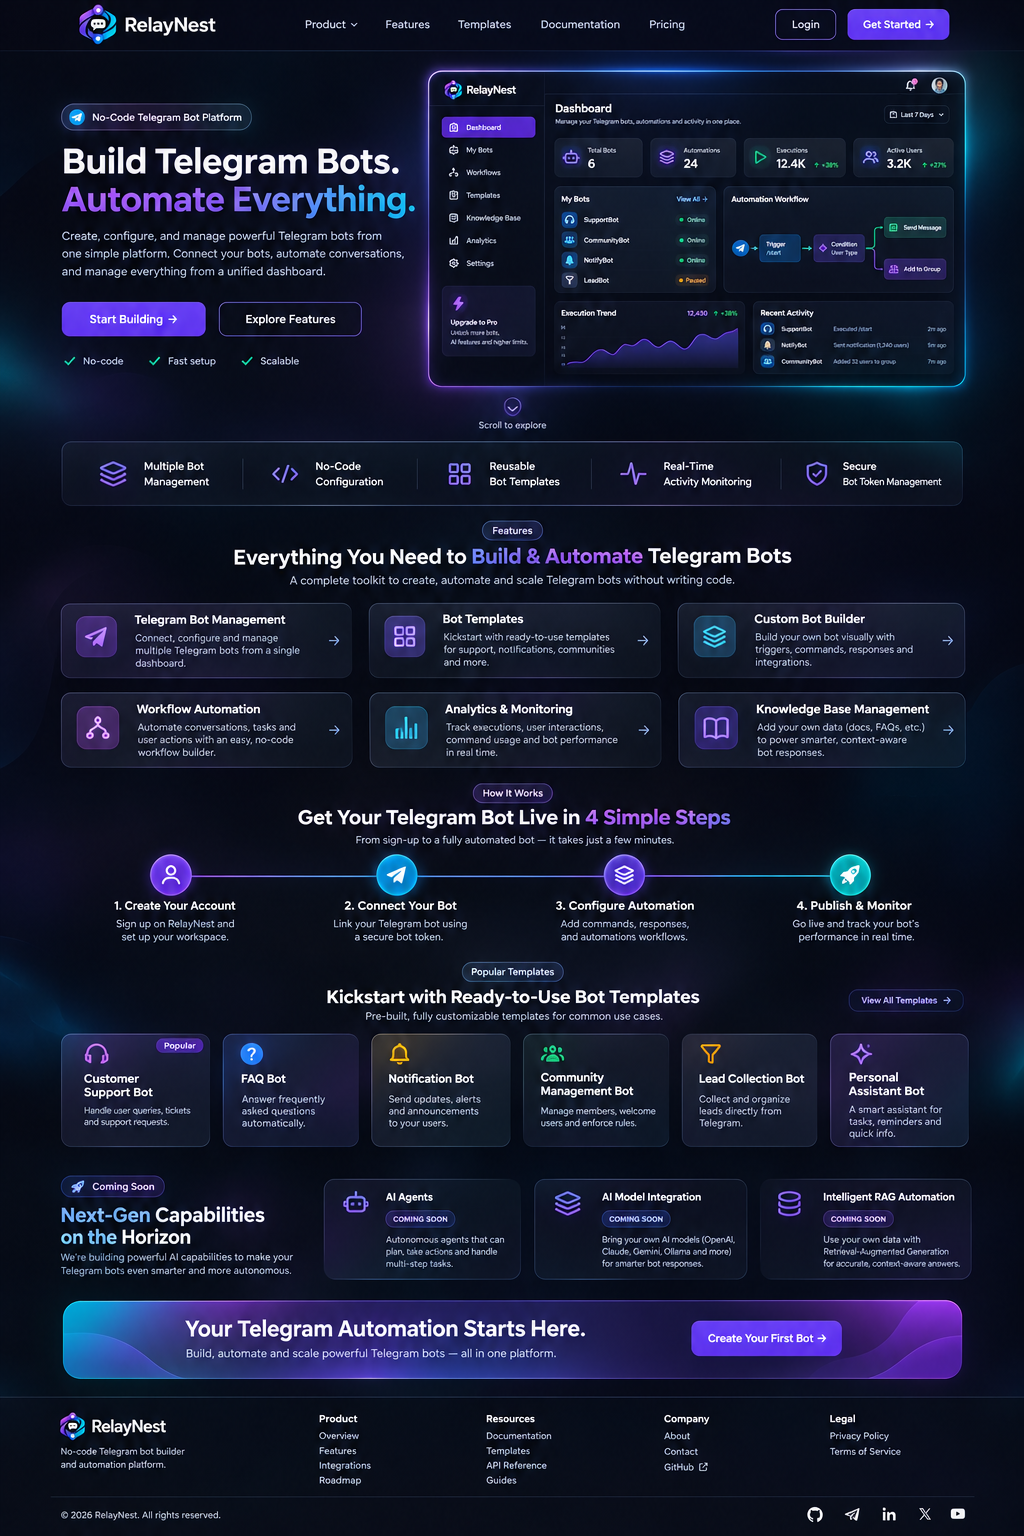 RelayNest
Product
Features
Templates
Documentation
Pricing
Login
Get Started →
No-Code Telegram Bot Platform
Build Telegram Bots.
Automate Everything.
Create, configure, and manage powerful Telegram bots from
one simple platform. Connect your bots, automate conversations,
and manage everything from a unified dashboard.
Start Building →
Explore Features
No-code
Fast setup
Scalable
RelayNest
Dashboard
My Bots
Workflows
Templates
Knowledge Base
Analytics
Settings
Upgrade to Pro
Unlock more bots,
AI features and higher limits.
Dashboard
Manage your Telegram bots, automations and activity in one place.
Last 7 Days
Total Bots
6
Automations
24
Executions
12.4K ↑ +38%
Active Users
3.2K ↑ +27%
My Bots
View All →
SupportBot
Online
CommunityBot
Online
NotifyBot
Online
LeadBot
Paused
Automation Workflow
Trigger
/start
Condition
User Type
Send Message
Add to Group
Execution Trend
12,430 ↑ +38%
Recent Activity
SupportBot Executed /start 2m ago
NotifyBot Sent notification (1,240 users) 5m ago
CommunityBot Added 32 users to group 7m ago
Scroll to explore
Multiple Bot
Management
No-Code
Configuration
Reusable
Bot Templates
Real-Time
Activity Monitoring
Secure
Bot Token Management
Features
Everything You Need to Build & Automate Telegram Bots
A complete toolkit to create, automate and scale Telegram bots without writing code.
Telegram Bot Management
Connect, configure and manage
multiple Telegram bots from a single
dashboard.
Bot Templates
Kickstart with ready-to-use templates
for support, notifications, communities
and more.
Custom Bot Builder
Build your own bot visually with
triggers, commands, responses and
integrations.
Workflow Automation
Automate conversations, tasks and
user actions with an easy, no-code
workflow builder.
Analytics & Monitoring
Track executions, user interactions,
command usage and bot performance
in real time.
Knowledge Base Management
Add your own data (docs, FAQs, etc.)
to power smarter, context-aware
bot responses.
How It Works
Get Your Telegram Bot Live in 4 Simple Steps
From sign-up to a fully automated bot — it takes just a few minutes.
1. Create Your Account
Sign up on RelayNest and
set up your workspace.
2. Connect Your Bot
Link your Telegram bot using
a secure bot token.
3. Configure Automation
Add commands, responses,
and automations workflows.
4. Publish & Monitor
Go live and track your bot's
performance in real time.
Popular Templates
Kickstart with Ready-to-Use Bot Templates
Pre-built, fully customizable templates for common use cases.
View All Templates →
Popular
Customer
Support Bot
Handle user queries, tickets
and support requests.
?
FAQ Bot
Answer frequently
asked questions
automatically.
Notification Bot
Send updates, alerts
and announcements
to your users.
Community
Management Bot
Manage members, welcome
users and enforce rules.
Lead Collection Bot
Collect and organize
leads directly from
Telegram.
Personal
Assistant Bot
A smart assistant for
tasks, reminders and
quick info.
Coming Soon
Next-Gen Capabilities
on the Horizon
We're building powerful AI capabilities to make your
Telegram bots even smarter and more autonomous.
AI Agents
COMING SOON
Autonomous agents that can
plan, take actions and handle
multi-step tasks.
AI Model Integration
COMING SOON
Bring your own AI models (OpenAI,
Claude, Gemini, Ollama and more)
for smarter bot responses.
Intelligent RAG Automation
COMING SOON
Use your own data with
Retrieval-Augmented Generation
for accurate, context-aware answers.
Your Telegram Automation Starts Here.
Build, automate and scale powerful Telegram bots — all in one platform.
Create Your First Bot →
RelayNest
No-code Telegram bot builder
and automation platform.
Product
Overview
Features
Integrations
Roadmap
Resources
Documentation
Templates
API Reference
Guides
Company
About
Contact
GitHub
Legal
Privacy Policy
Terms of Service
© 2026 RelayNest. All rights reserved.